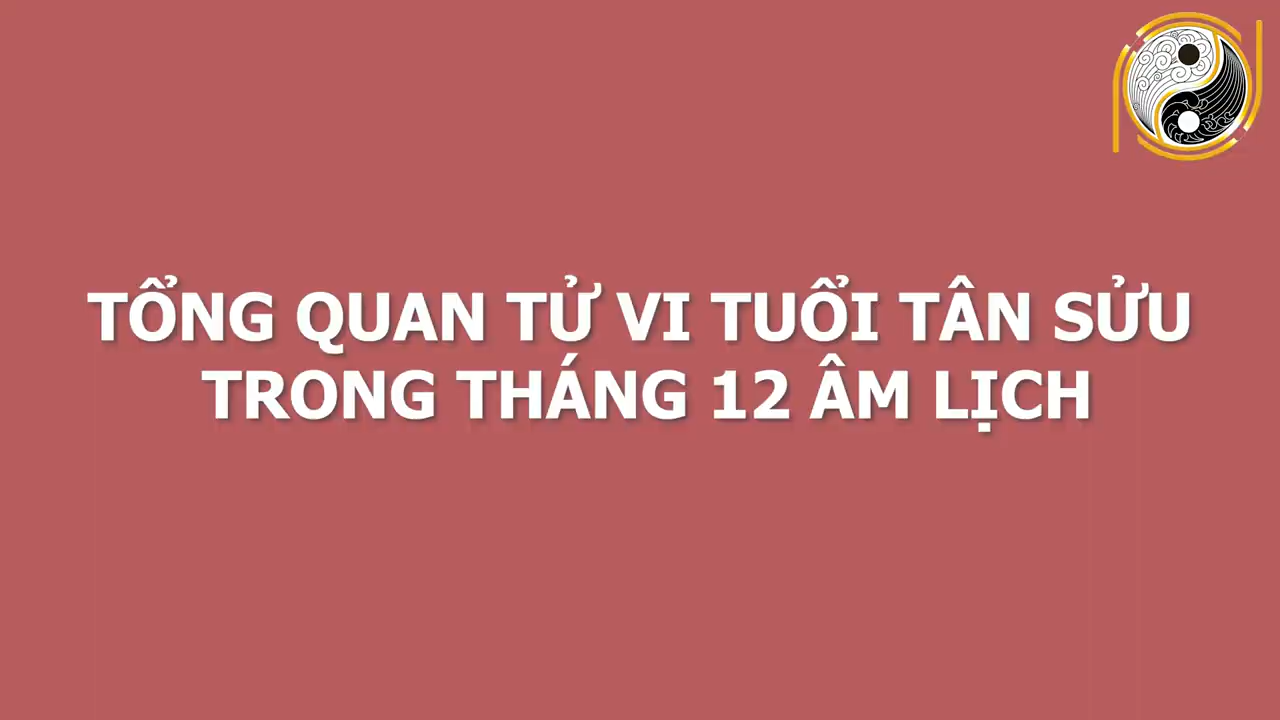 TỔNG QUAN TỬ VI TUỔI TÂN SỬU
TRONG THÁNG 12 ÂM LỊCH